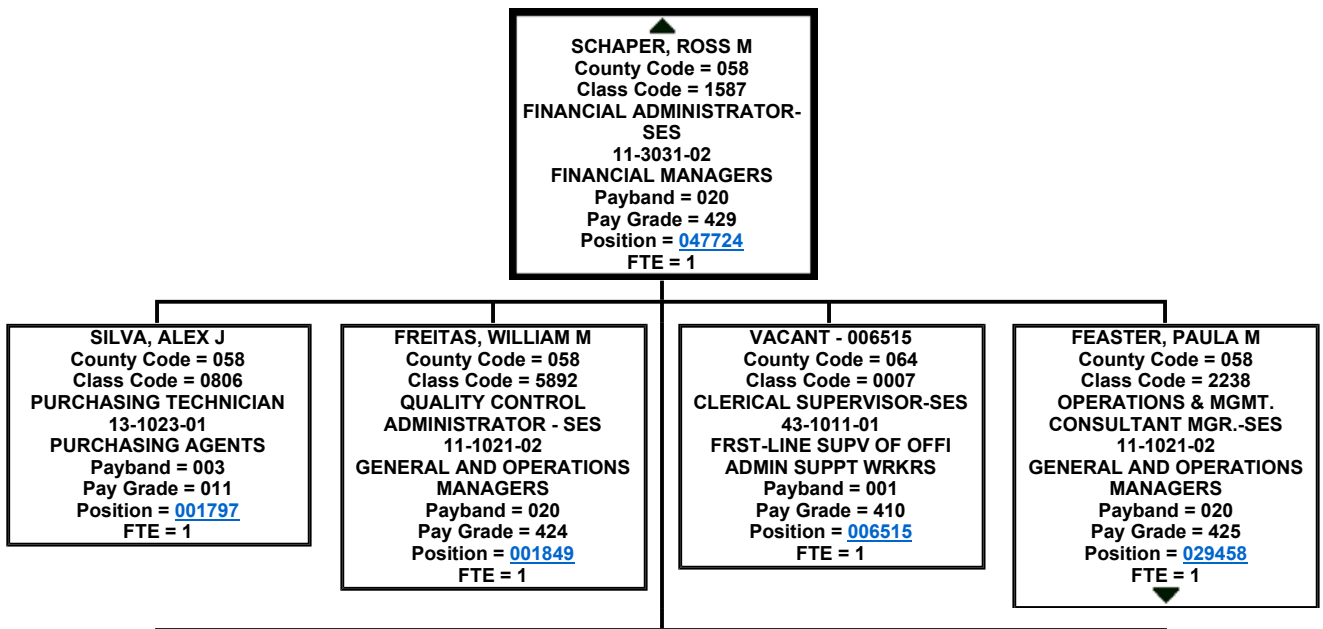 SCHAPER, ROSS M
County Code = 058
Class Code = 1587
FINANCIAL ADMINISTRATOR-
SES
11-3031-02
FINANCIAL MANAGERS
Payband = 020
Pay Grade = 429
Position = 047724
FTE = 1
SILVA, ALEX J
County Code = 058
Class Code = 0806
PURCHASING TECHNICIAN
13-1023-01
PURCHASING AGENTS
Payband = 003
Pay Grade = 011
Position = 001797
FTE = 1
FREITAS, WILLIAM M
County Code = 058
Class Code = 5892
QUALITY CONTROL
ADMINISTRATOR - SES
11-1021-02
GENERAL AND OPERATIONS
MANAGERS
Payband = 020
Pay Grade = 424
Position = 001849
FTE = 1
VACANT - 006515
County Code = 064
Class Code = 0007
CLERICAL SUPERVISOR-SES
43-1011-01
FRST-LINE SUPV OF OFFI
ADMIN SUPPT WRKRS
Payband = 001
Pay Grade = 410
Position = 006515
FTE = 1
FEASTER, PAULA M
County Code = 058
Class Code = 2238
OPERATIONS & MGMT.
CONSULTANT MGR.-SES
11-1021-02
GENERAL AND OPERATIONS
MANAGERS
Payband = 020
Pay Grade = 425
Position = 029458
FTE = 1